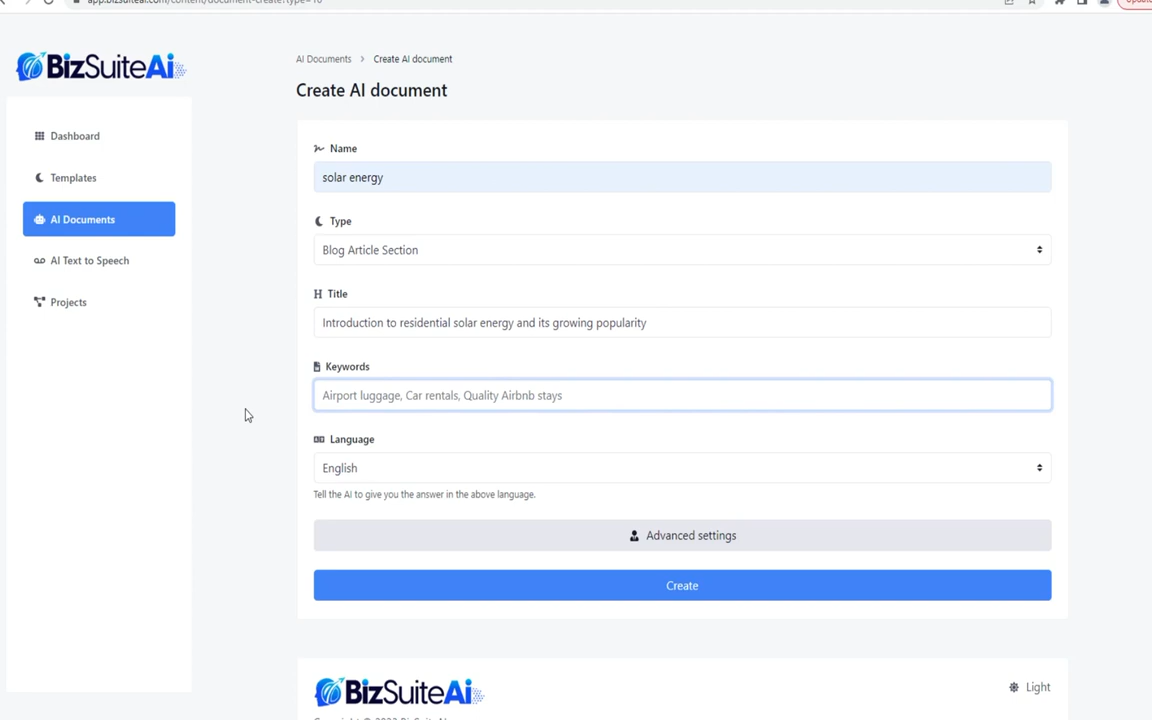 BizSuiteAi
Dashboard
Templates
AI Documents
AI Text to Speech
Projects
AI Documents > Create AI document
Create AI document
Name
solar energy
Type
Blog Article Section
Title
Introduction to residential solar energy and its growing popularity
Keywords
Airport luggage, Car rentals, Quality Airbnb stays
Language
English
Tell the AI to give you the answer in the above language.
Advanced settings
Create
BizSuiteAi
Light